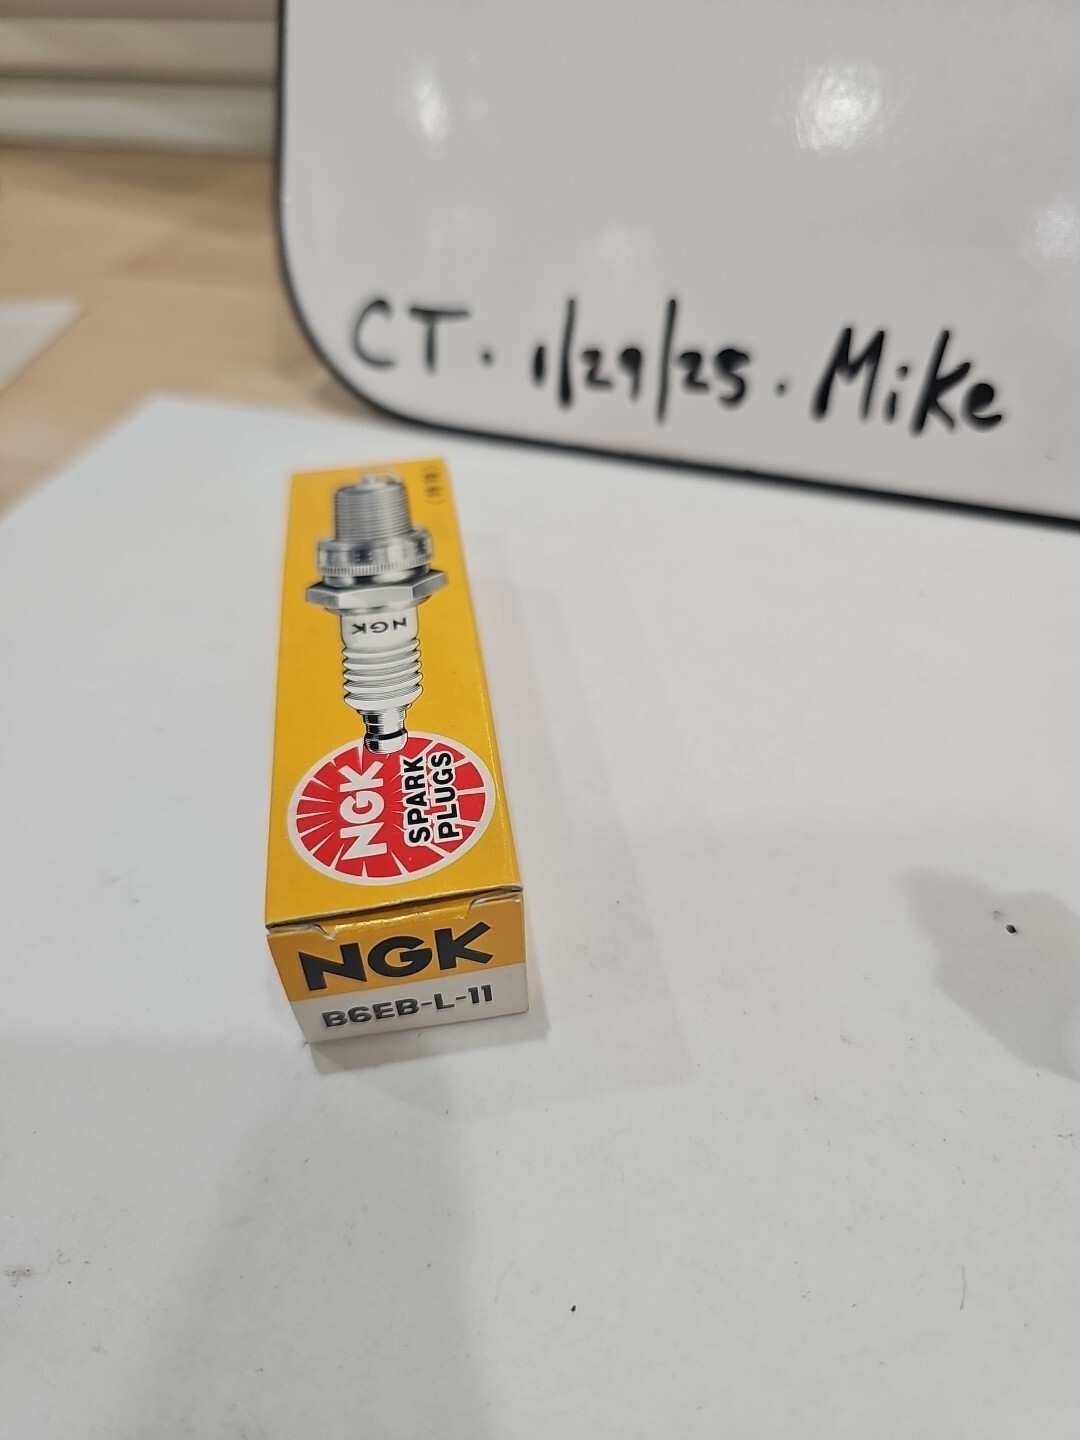 CT. 1/29/25. Mike
NGK
NGK
SPARK
PLUGS
NGK
B6EB-L-11